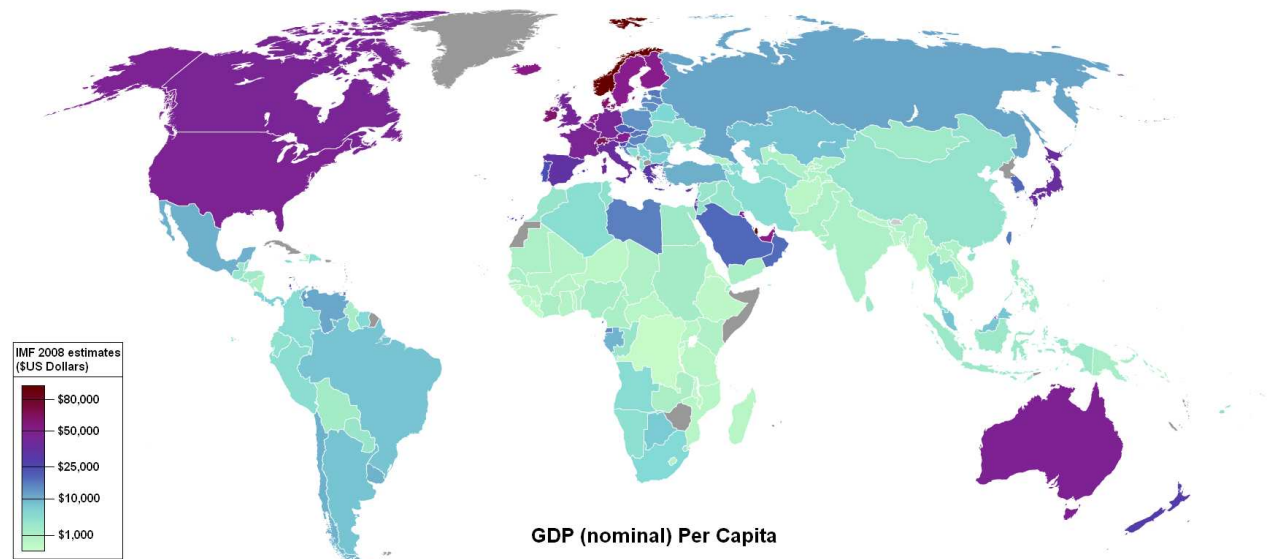 IMF 2008 estimates
($US Dollars)
$80,000
$50,000
$25,000
$10,000
$1,000
GDP (nominal) Per Capita